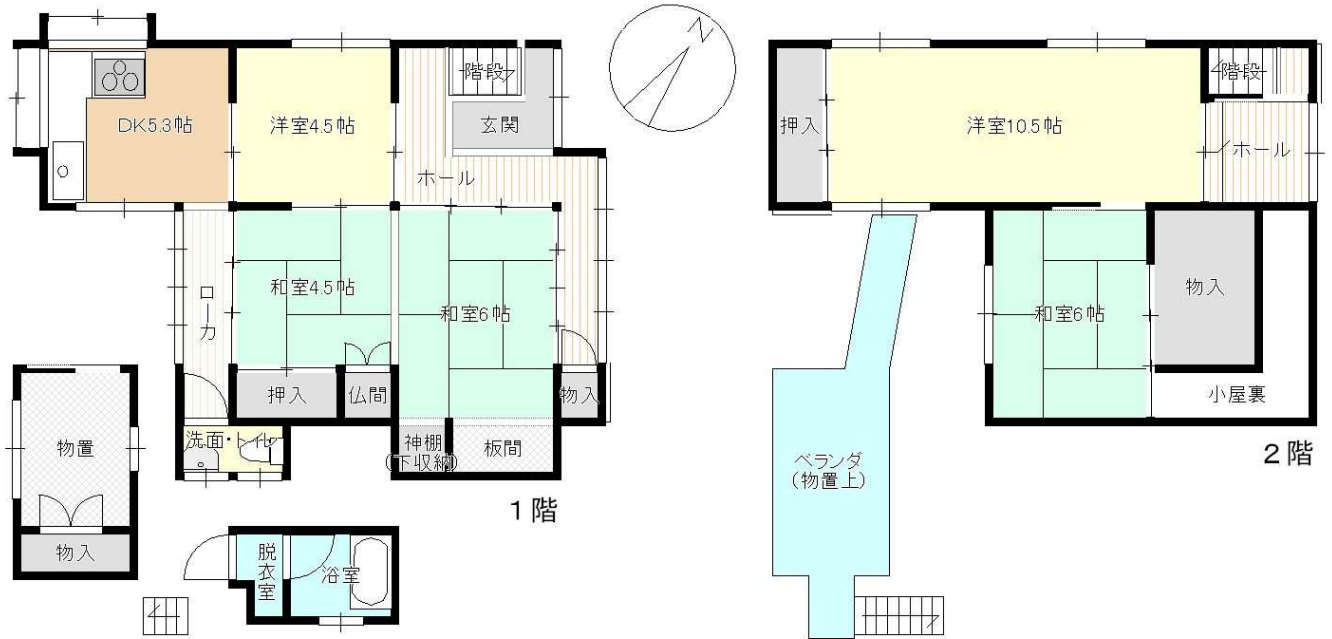 DK5.3帖
洋室4.5帖
階段
玄関
ホール
ローカ
和室4.5帖
和室6帖
押入
仏間
物入
洗面・トイレ
神棚
(下収納)
板間
物置
物入
脱衣室
浴室
1階
N
押入
洋室10.5帖
階段
ホール
和室6帖
物入
小屋裏
ベランダ
(物置上)
2階